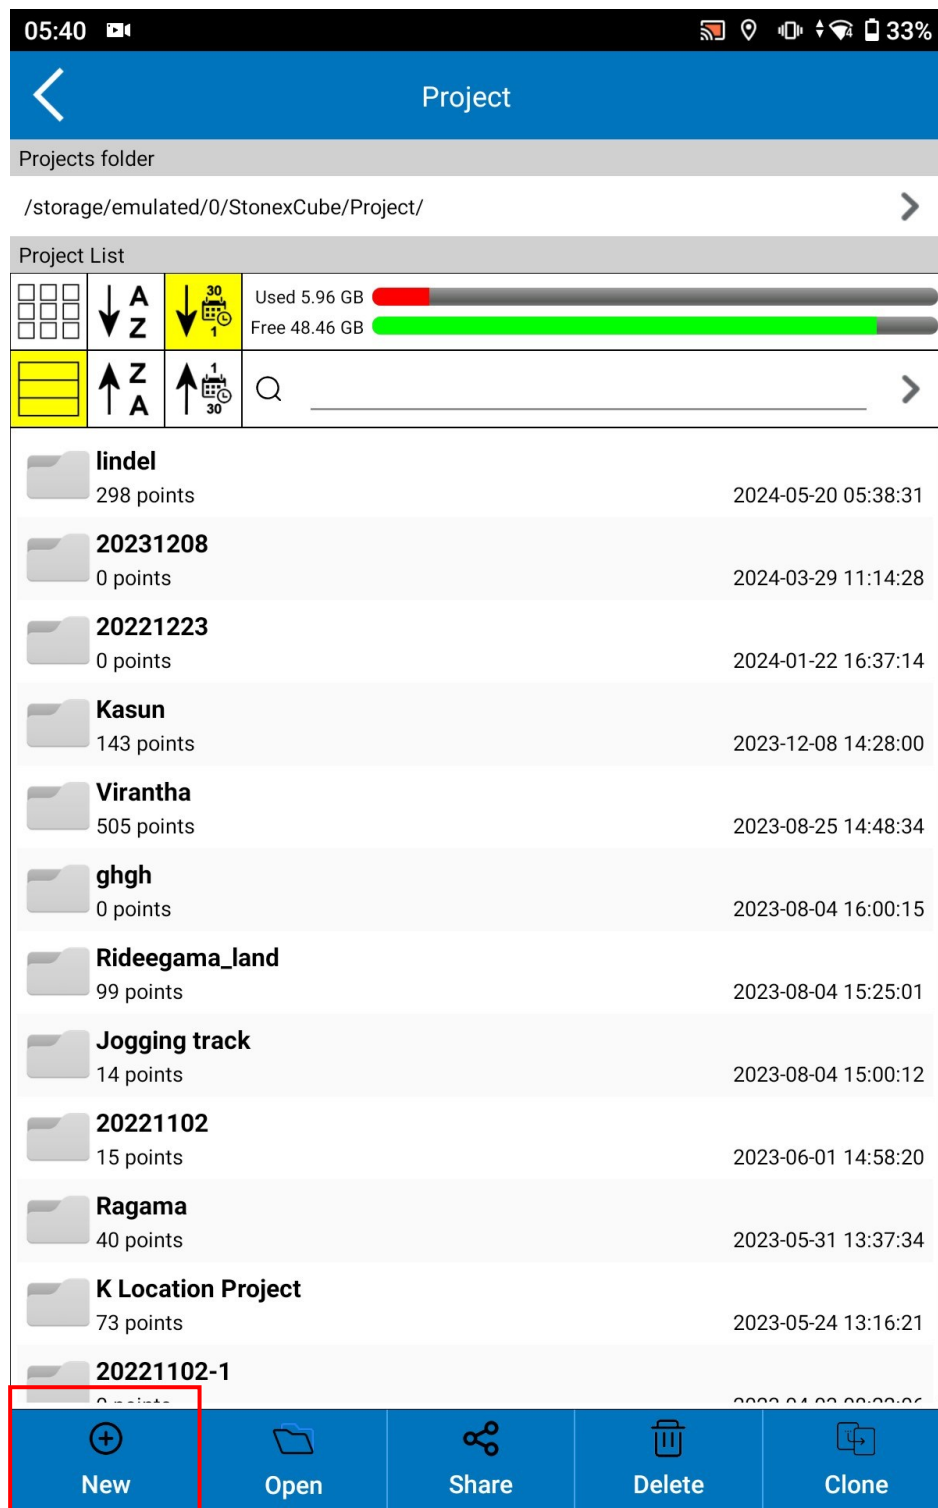 05:40 4 33%
Project
Projects folder
/storage/emulated/0/StonexCube/Project/
Project List
A Z 30 1 Used 5.96 GB
Free 48.46 GB
Z A 1 30
lindel
298 points 2024-05-20 05:38:31
20231208
0 points 2024-03-29 11:14:28
20221223
0 points 2024-01-22 16:37:14
Kasun
143 points 2023-12-08 14:28:00
Virantha
505 points 2023-08-25 14:48:34
ghgh
0 points 2023-08-04 16:00:15
Rideegama_land
99 points 2023-08-04 15:25:01
Jogging track
14 points 2023-08-04 15:00:12
20221102
15 points 2023-06-01 14:58:20
Ragama
40 points 2023-05-31 13:37:34
K Location Project
73 points 2023-05-24 13:16:21
20221102-1
New Open Share Delete Clone